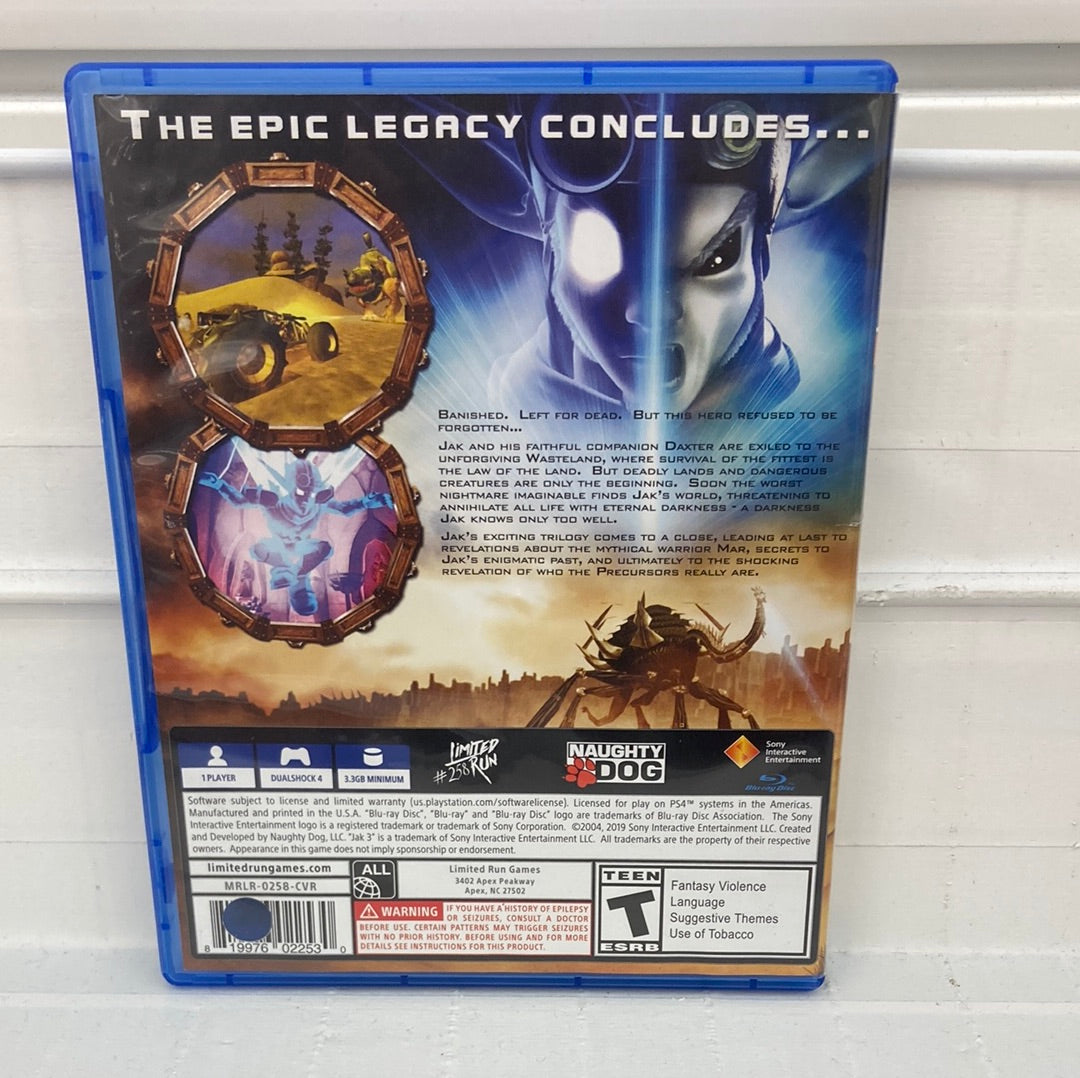 THE EPIC LEGACY CONCLUDES...
BANISHED. LEFT FOR DEAD. BUT THIS HERO REFUSED TO BE
FORGOTTEN...
JAK AND HIS FAITHFUL COMPANION DAXTER ARE EXILED TO THE
UNFORGIVING WASTELAND, WHERE SURVIVAL OF THE FITTEST IS
THE LAW OF THE LAND. BUT DEADLY LANDS AND DANGEROUS
CREATURES ARE ONLY THE BEGINNING. SOON THE WORST
NIGHTMARE IMAGINABLE FINDS JAK'S WORLD, THREATENING TO
ANNIHILATE ALL LIFE WITH ETERNAL DARKNESS - A DARKNESS
JAK KNOWS ONLY TOO WELL.
JAK'S EXCITING TRILOGY COMES TO A CLOSE, LEADING AT LAST TO
REVELATIONS ABOUT THE MYTHICAL WARRIOR MAR, SECRETS TO
JAK'S ENIGMATIC PAST, AND ULTIMATELY TO THE SHOCKING
REVELATION OF WHO THE PRECURSORS REALLY ARE.
1 PLAYER
DUALSHOCK 4
3.3GB MINIMUM
LIMITED
#258 RUN
NAUGHTY
DOG
Sony
Interactive
Entertainment
Blu-ray Disc
Software subject to license and limited warranty (us.playstation.com/softwarelicense). Licensed for play on PS4™ systems in the Americas.
Manufactured and printed in the U.S.A. "Blu-ray Disc", "Blu-ray" and "Blu-ray Disc" logo are trademarks of Blu-ray Disc Association. The Sony
Interactive Entertainment logo is a registered trademark or trademark of Sony Corporation. ©2004, 2019 Sony Interactive Entertainment LLC. Created
and Developed by Naughty Dog, LLC. "Jak 3" is a trademark of Sony Interactive Entertainment LLC. All trademarks are the property of their respective
owners. Appearance in this game does not imply sponsorship or endorsement.
limitedrungames.com
MRLR-0258-CVR
8 19976 02253 0
ALL
Limited Run Games
3402 Apex Peakway
Apex, NC 27502
WARNING IF YOU HAVE A HISTORY OF EPILEPSY
OR SEIZURES, CONSULT A DOCTOR
BEFORE USE. CERTAIN PATTERNS MAY TRIGGER SEIZURES
WITH NO PRIOR HISTORY. BEFORE USING AND FOR MORE
DETAILS SEE INSTRUCTIONS FOR THIS PRODUCT.
TEEN
T
ESRB
Fantasy Violence
Language
Suggestive Themes
Use of Tobacco